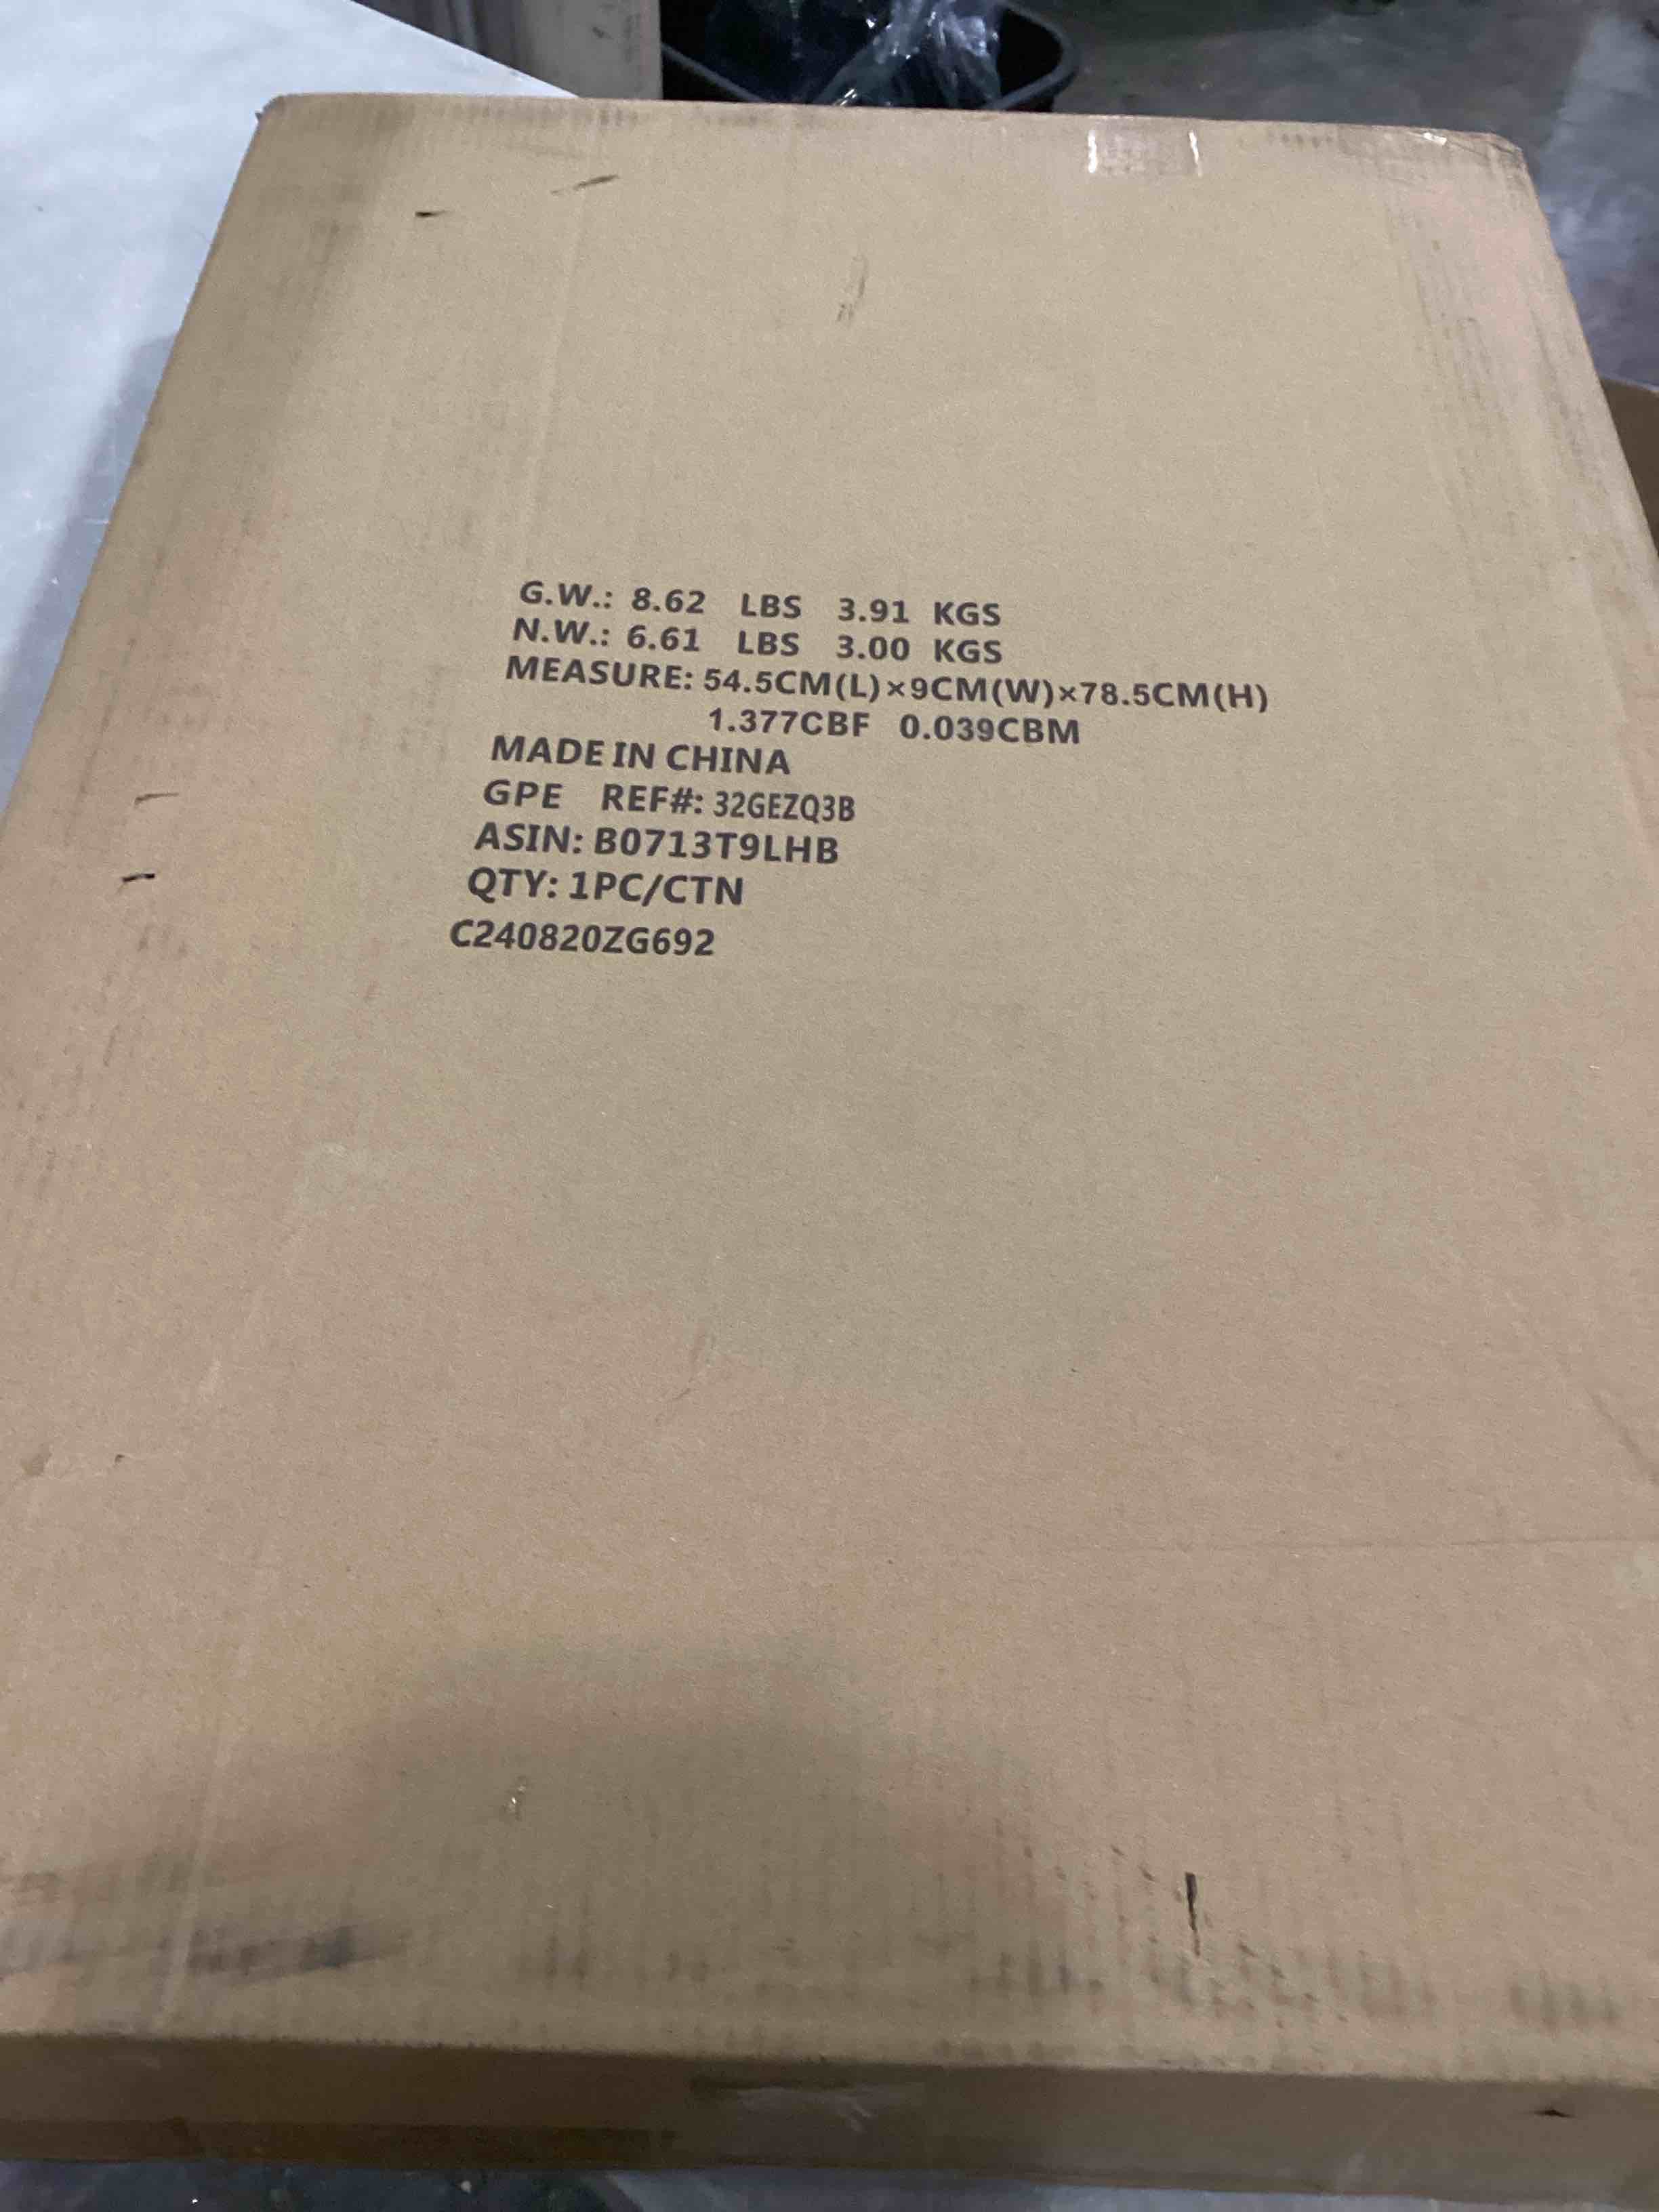 G.W.: 8.62 LBS 3.91 KGS
N.W.: 6.61 LBS 3.00 KGS
MEASURE: 54.5CM(L)×9CM(W)×78.5CM(H)
1.377CBF 0.039CBM
MADE IN CHINA
GPE REF#: 32GEZQ3B
ASIN: B0713T9LHB
QTY: 1PC/CTN
C240820ZG692